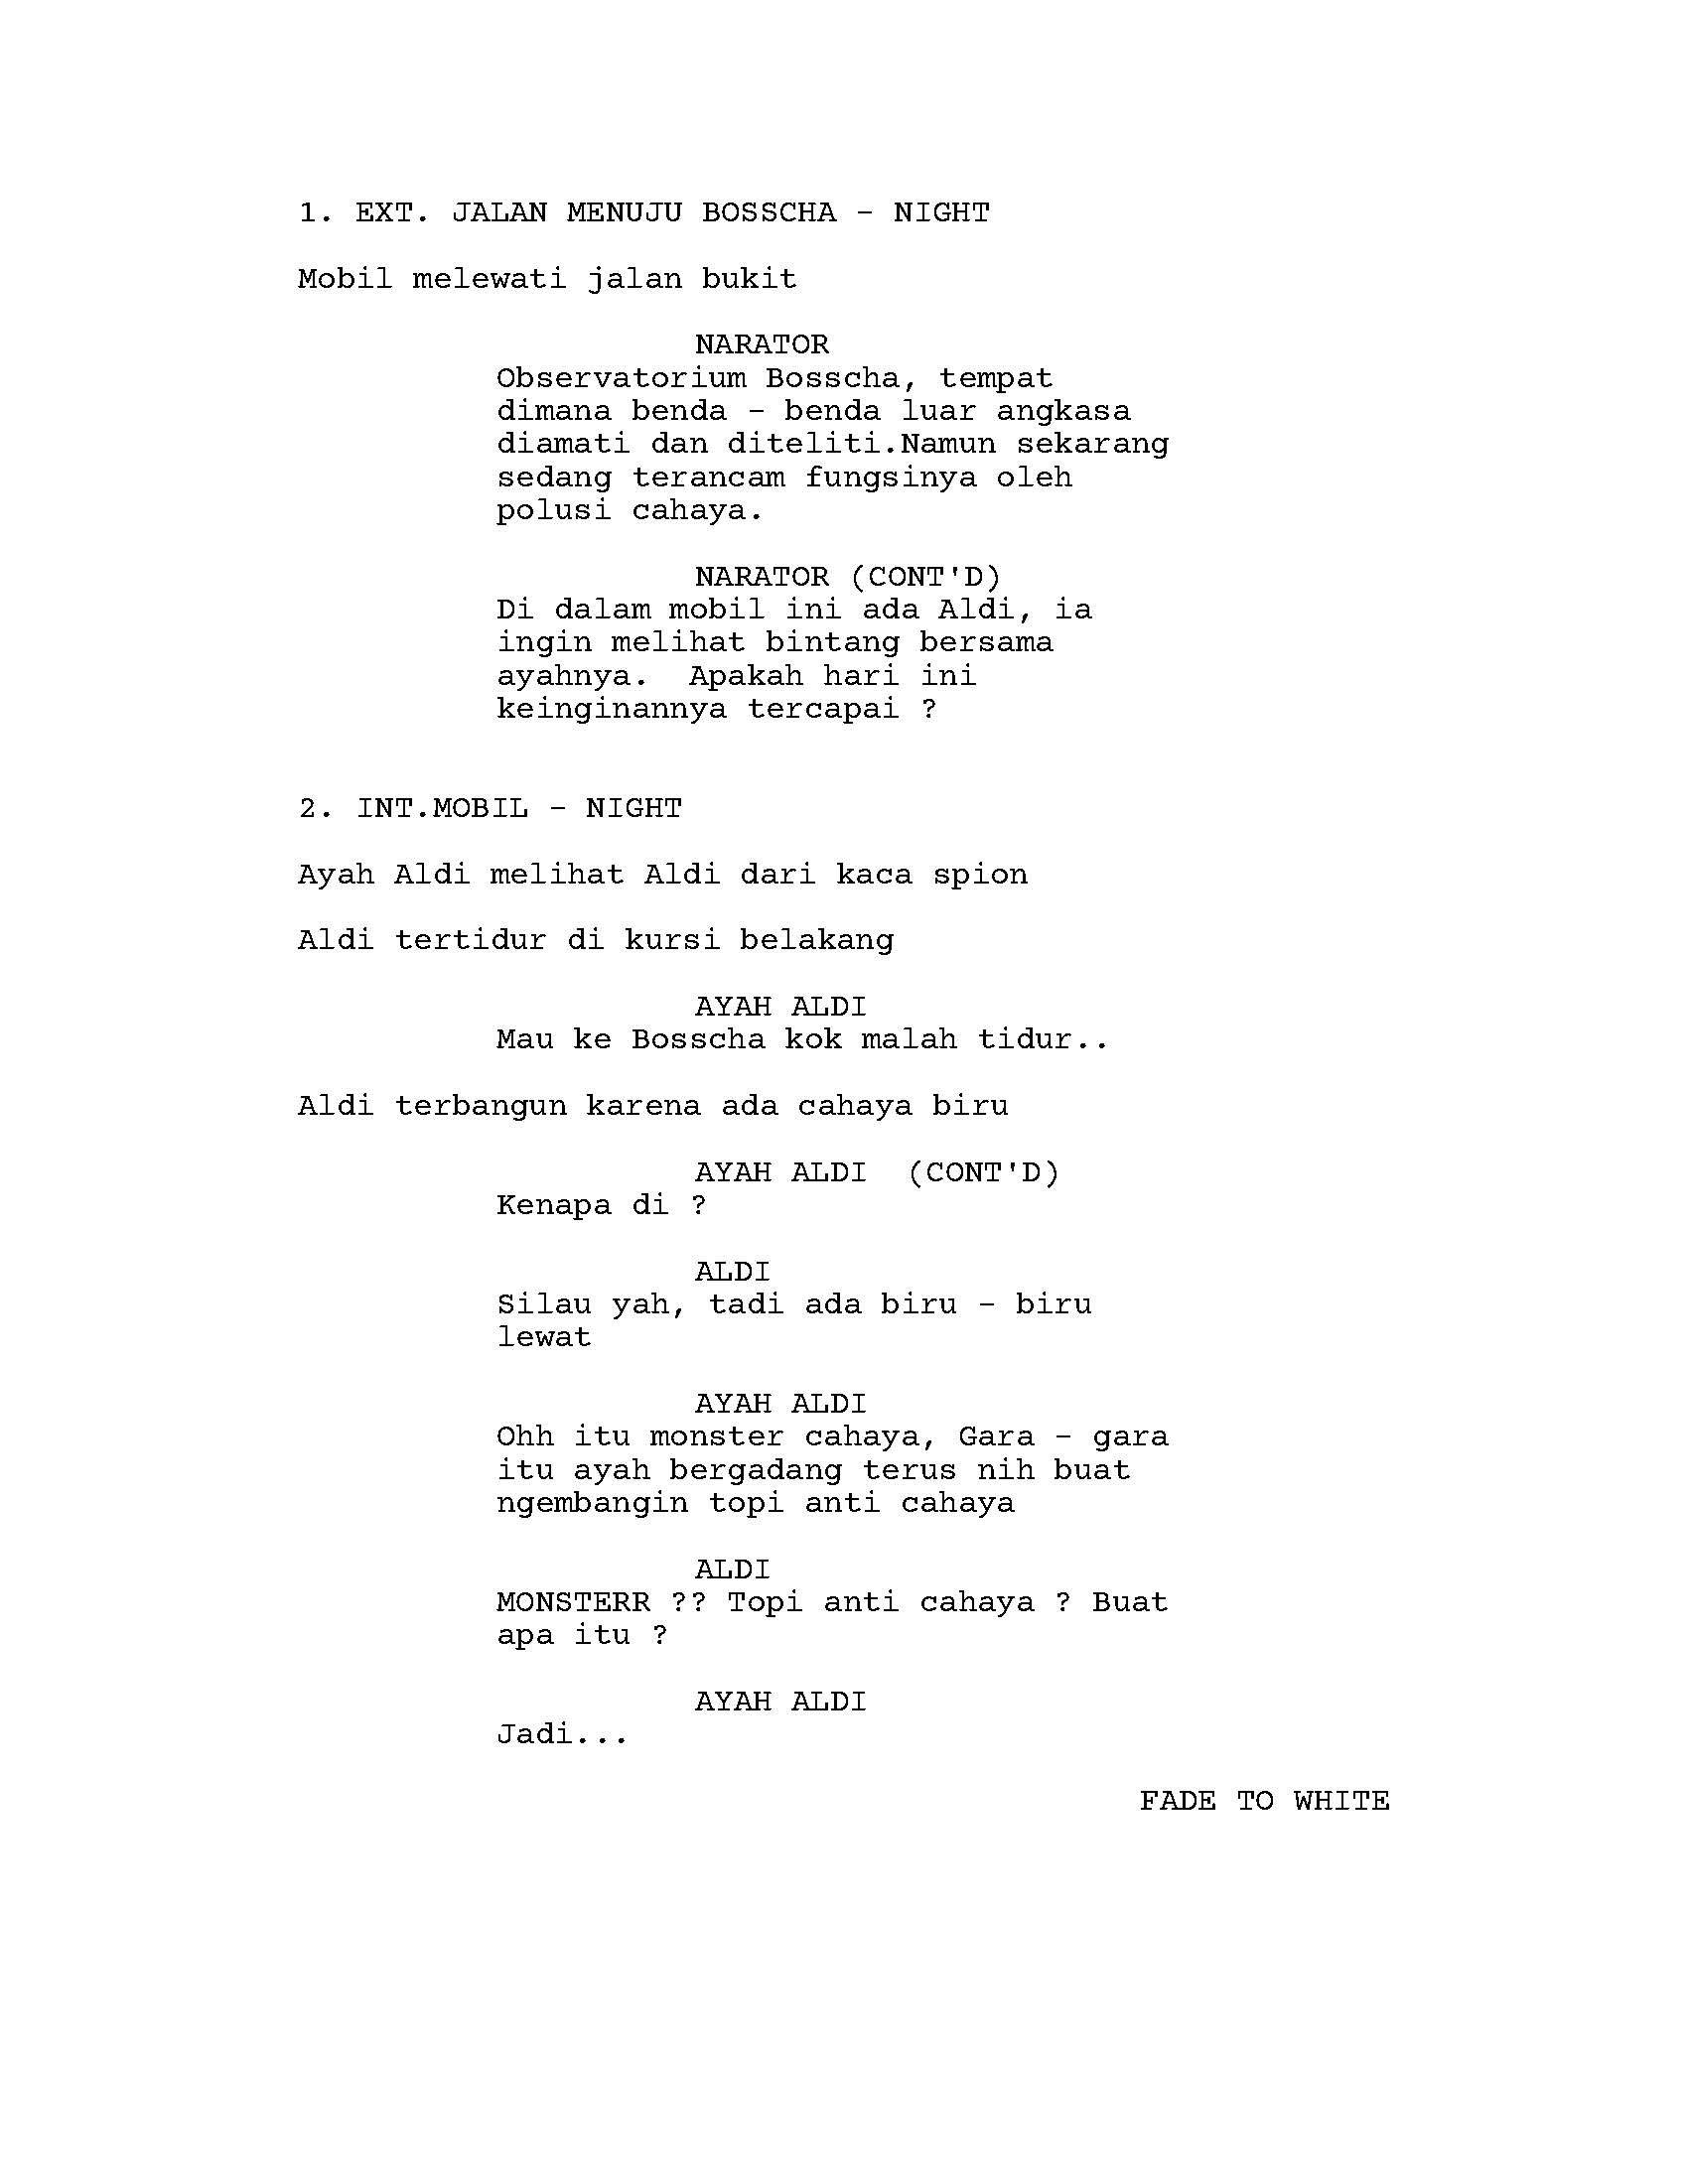 1. EXT. JALAN MENUJU BOSSCHA - NIGHT
Mobil melewati jalan bukit
NARATOR
Observatorium Bosscha, tempat
dimana benda - benda luar angkasa
diamati dan diteliti.Namun sekarang
sedang terancam fungsinya oleh
polusi cahaya.
NARATOR (CONT'D)
Di dalam mobil ini ada Aldi, ia
ingin melihat bintang bersama
ayahnya.  Apakah hari ini
keinginannya tercapai ?
2. INT.MOBIL - NIGHT
Ayah Aldi melihat Aldi dari kaca spion
Aldi tertidur di kursi belakang
AYAH ALDI
Mau ke Bosscha kok malah tidur..
Aldi terbangun karena ada cahaya biru
AYAH ALDI  (CONT'D)
Kenapa di ?
ALDI
Silau yah, tadi ada biru - biru
lewat
AYAH ALDI
Ohh itu monster cahaya, Gara - gara
itu ayah bergadang terus nih buat
ngembangin topi anti cahaya
ALDI
MONSTERR ?? Topi anti cahaya ? Buat
apa itu ?
AYAH ALDI
Jadi...
FADE TO WHITE